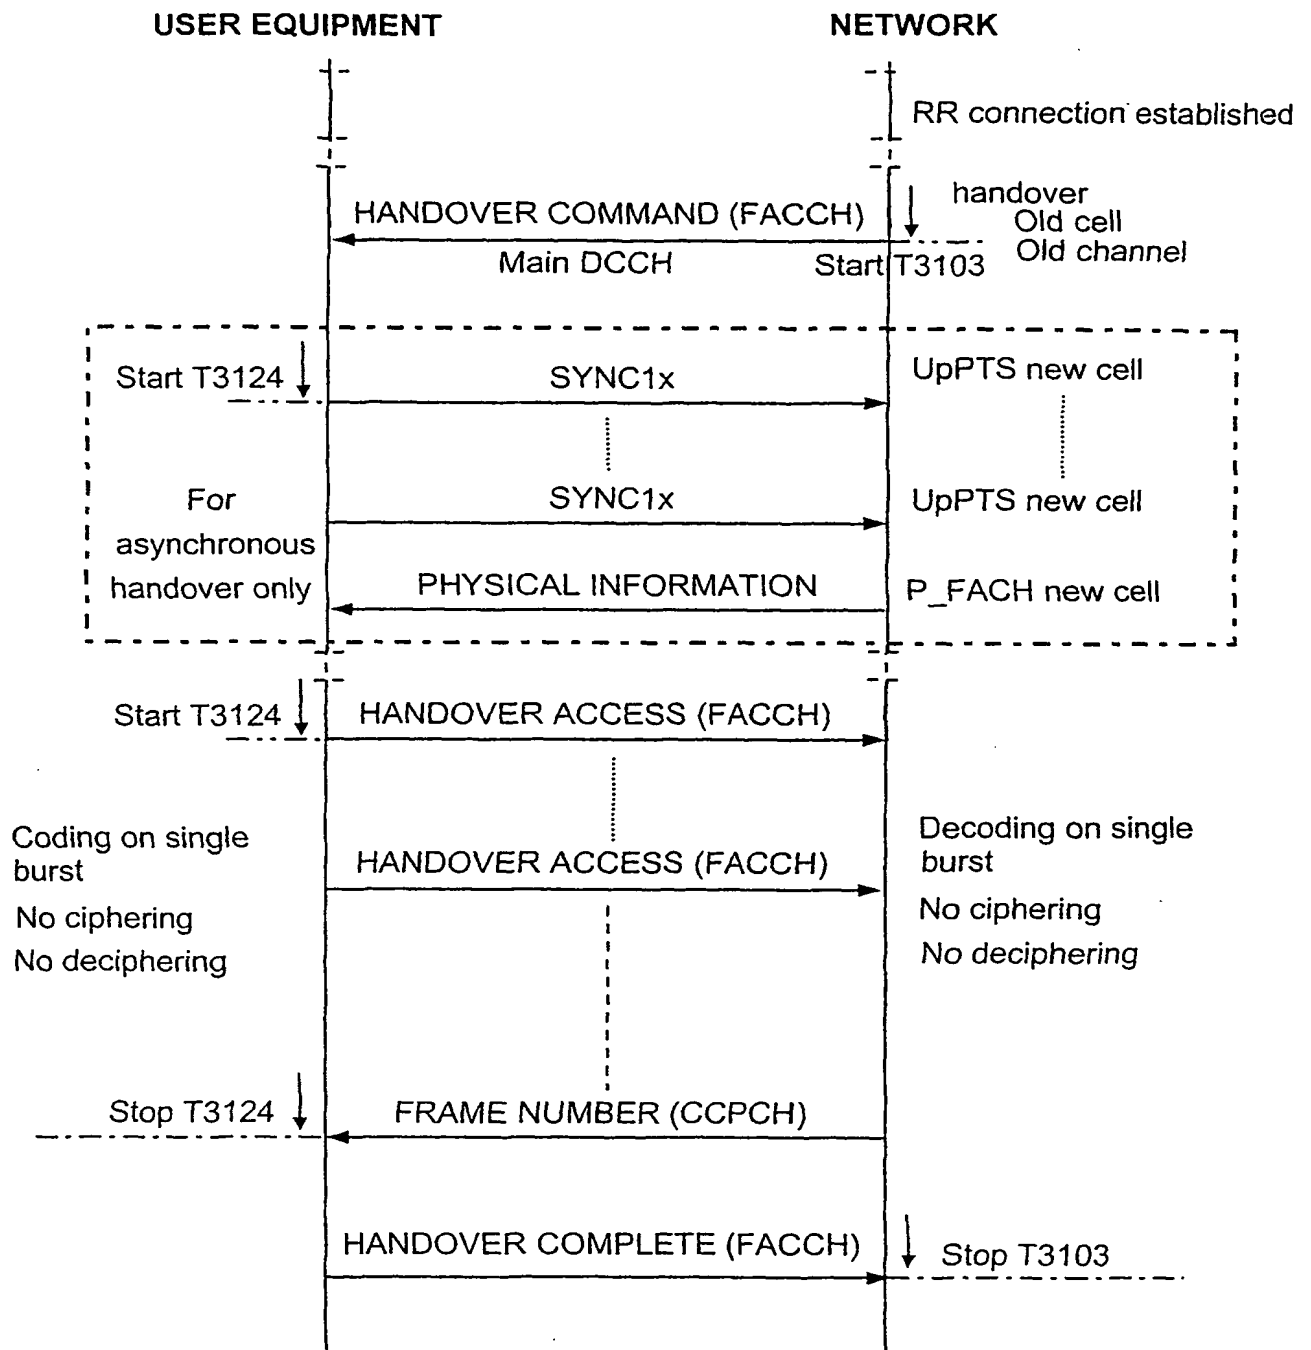 USER EQUIPMENT
NETWORK
RR connection established
HANDOVER COMMAND (FACCH)
handover
Old cell
Old channel
Main DCCH
Start T3103
Start T3124
SYNC1x
UpPTS new cell
For
asynchronous
handover only
SYNC1x
UpPTS new cell
PHYSICAL INFORMATION
P_FACH new cell
Start T3124
HANDOVER ACCESS (FACCH)
Coding on single
burst
No ciphering
No deciphering
HANDOVER ACCESS (FACCH)
Decoding on single
burst
No ciphering
No deciphering
Stop T3124
FRAME NUMBER (CCPCH)
HANDOVER COMPLETE (FACCH)
Stop T3103